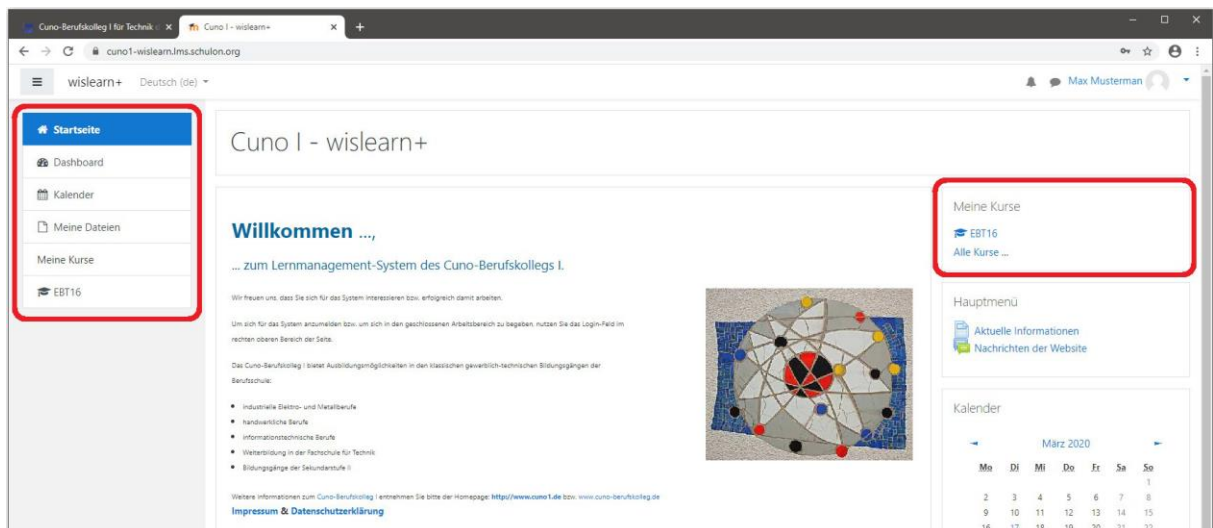 Cuno-Berufskolleg I für Technik
Cuno I - wislearn+
cuno1-wislearn.lms.schulon.org
wislearn+ Deutsch (de)
Max Musterman
Startseite
Dashboard
Kalender
Meine Dateien
Meine Kurse
EBT16
Cuno I - wislearn+
Willkommen ...,
... zum Lernmanagement-System des Cuno-Berufskollegs I.
Wir freuen uns, dass Sie sich für das System interessieren bzw. erfolgreich damit arbeiten.
Um sich für das System anzumelden bzw. um sich in den geschlossenen Arbeitsbereich zu begeben, nutzen Sie das Login-Feld im
rechten oberen Bereich der Seite.
Das Cuno-Berufskolleg I bietet Ausbildungsmöglichkeiten in den klassischen gewerblich-technischen Bildungsgängen der
Berufsschule:
industrielle Elektro- und Metallberufe
handwerkliche Berufe
informationstechnische Berufe
Weiterbildung in der Fachschule für Technik
Bildungsgänge der Sekundarstufe II
Weitere Informationen zum Cuno-Berufskolleg I entnehmen Sie bitte der Homepage: http://www.cuno1.de bzw. www.cuno-berufskolleg.de
Impressum & Datenschutzerklärung
Meine Kurse
EBT16
Alle Kurse ...
Hauptmenü
Aktuelle Informationen
Nachrichten der Website
Kalender
März 2020
Mo Di Mi Do Fr Sa So
1
2 3 4 5 6 7 8
9 10 11 12 13 14 15
16 17 18 19 20 21 22